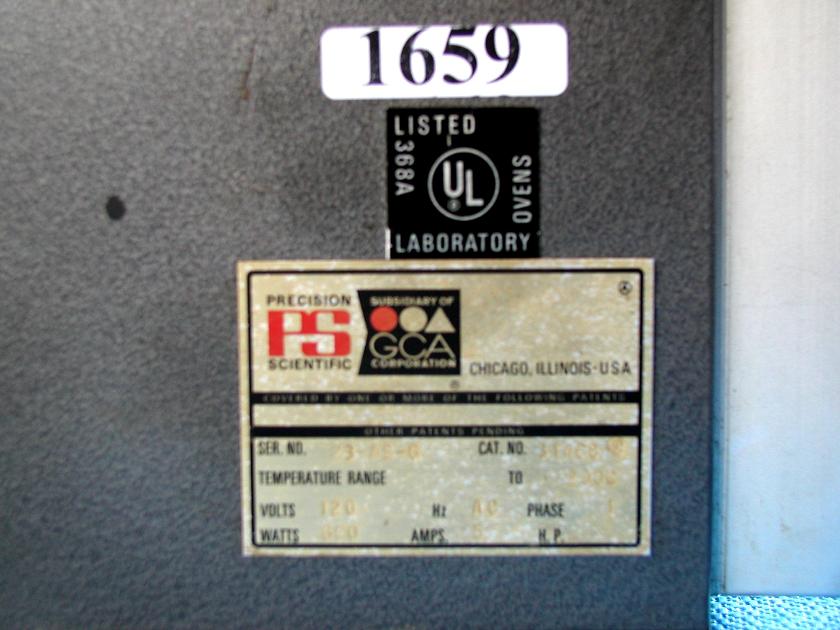 1659
LISTED
368A
UL
®
OVENS
LABORATORY
PRECISION
PS
SCIENTIFIC
SUBSIDIARY OF
GCA
CORPORATION
®
CHICAGO, ILLINOIS-USA
COVERED BY ONE OR MORE OF THE FOLLOWING PATENTS
OTHER PATENTS PENDING
SER. NO. CAT. NO.
TEMPERATURE RANGE TO
VOLTS 120 Hz AC PHASE 1
WATTS AMPS. 5 H. P.